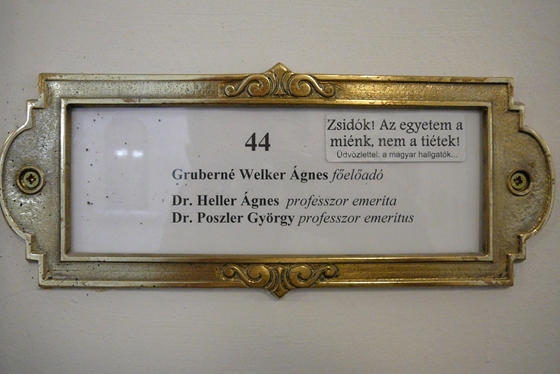 44
Zsidók! Az egyetem a
miénk, nem a tiétek!
Üdvözlettel: a magyar hallgatók...
Gruberné Welker Ágnes főelőadó
Dr. Heller Ágnes professzor emerita
Dr. Poszler György professzor emeritus